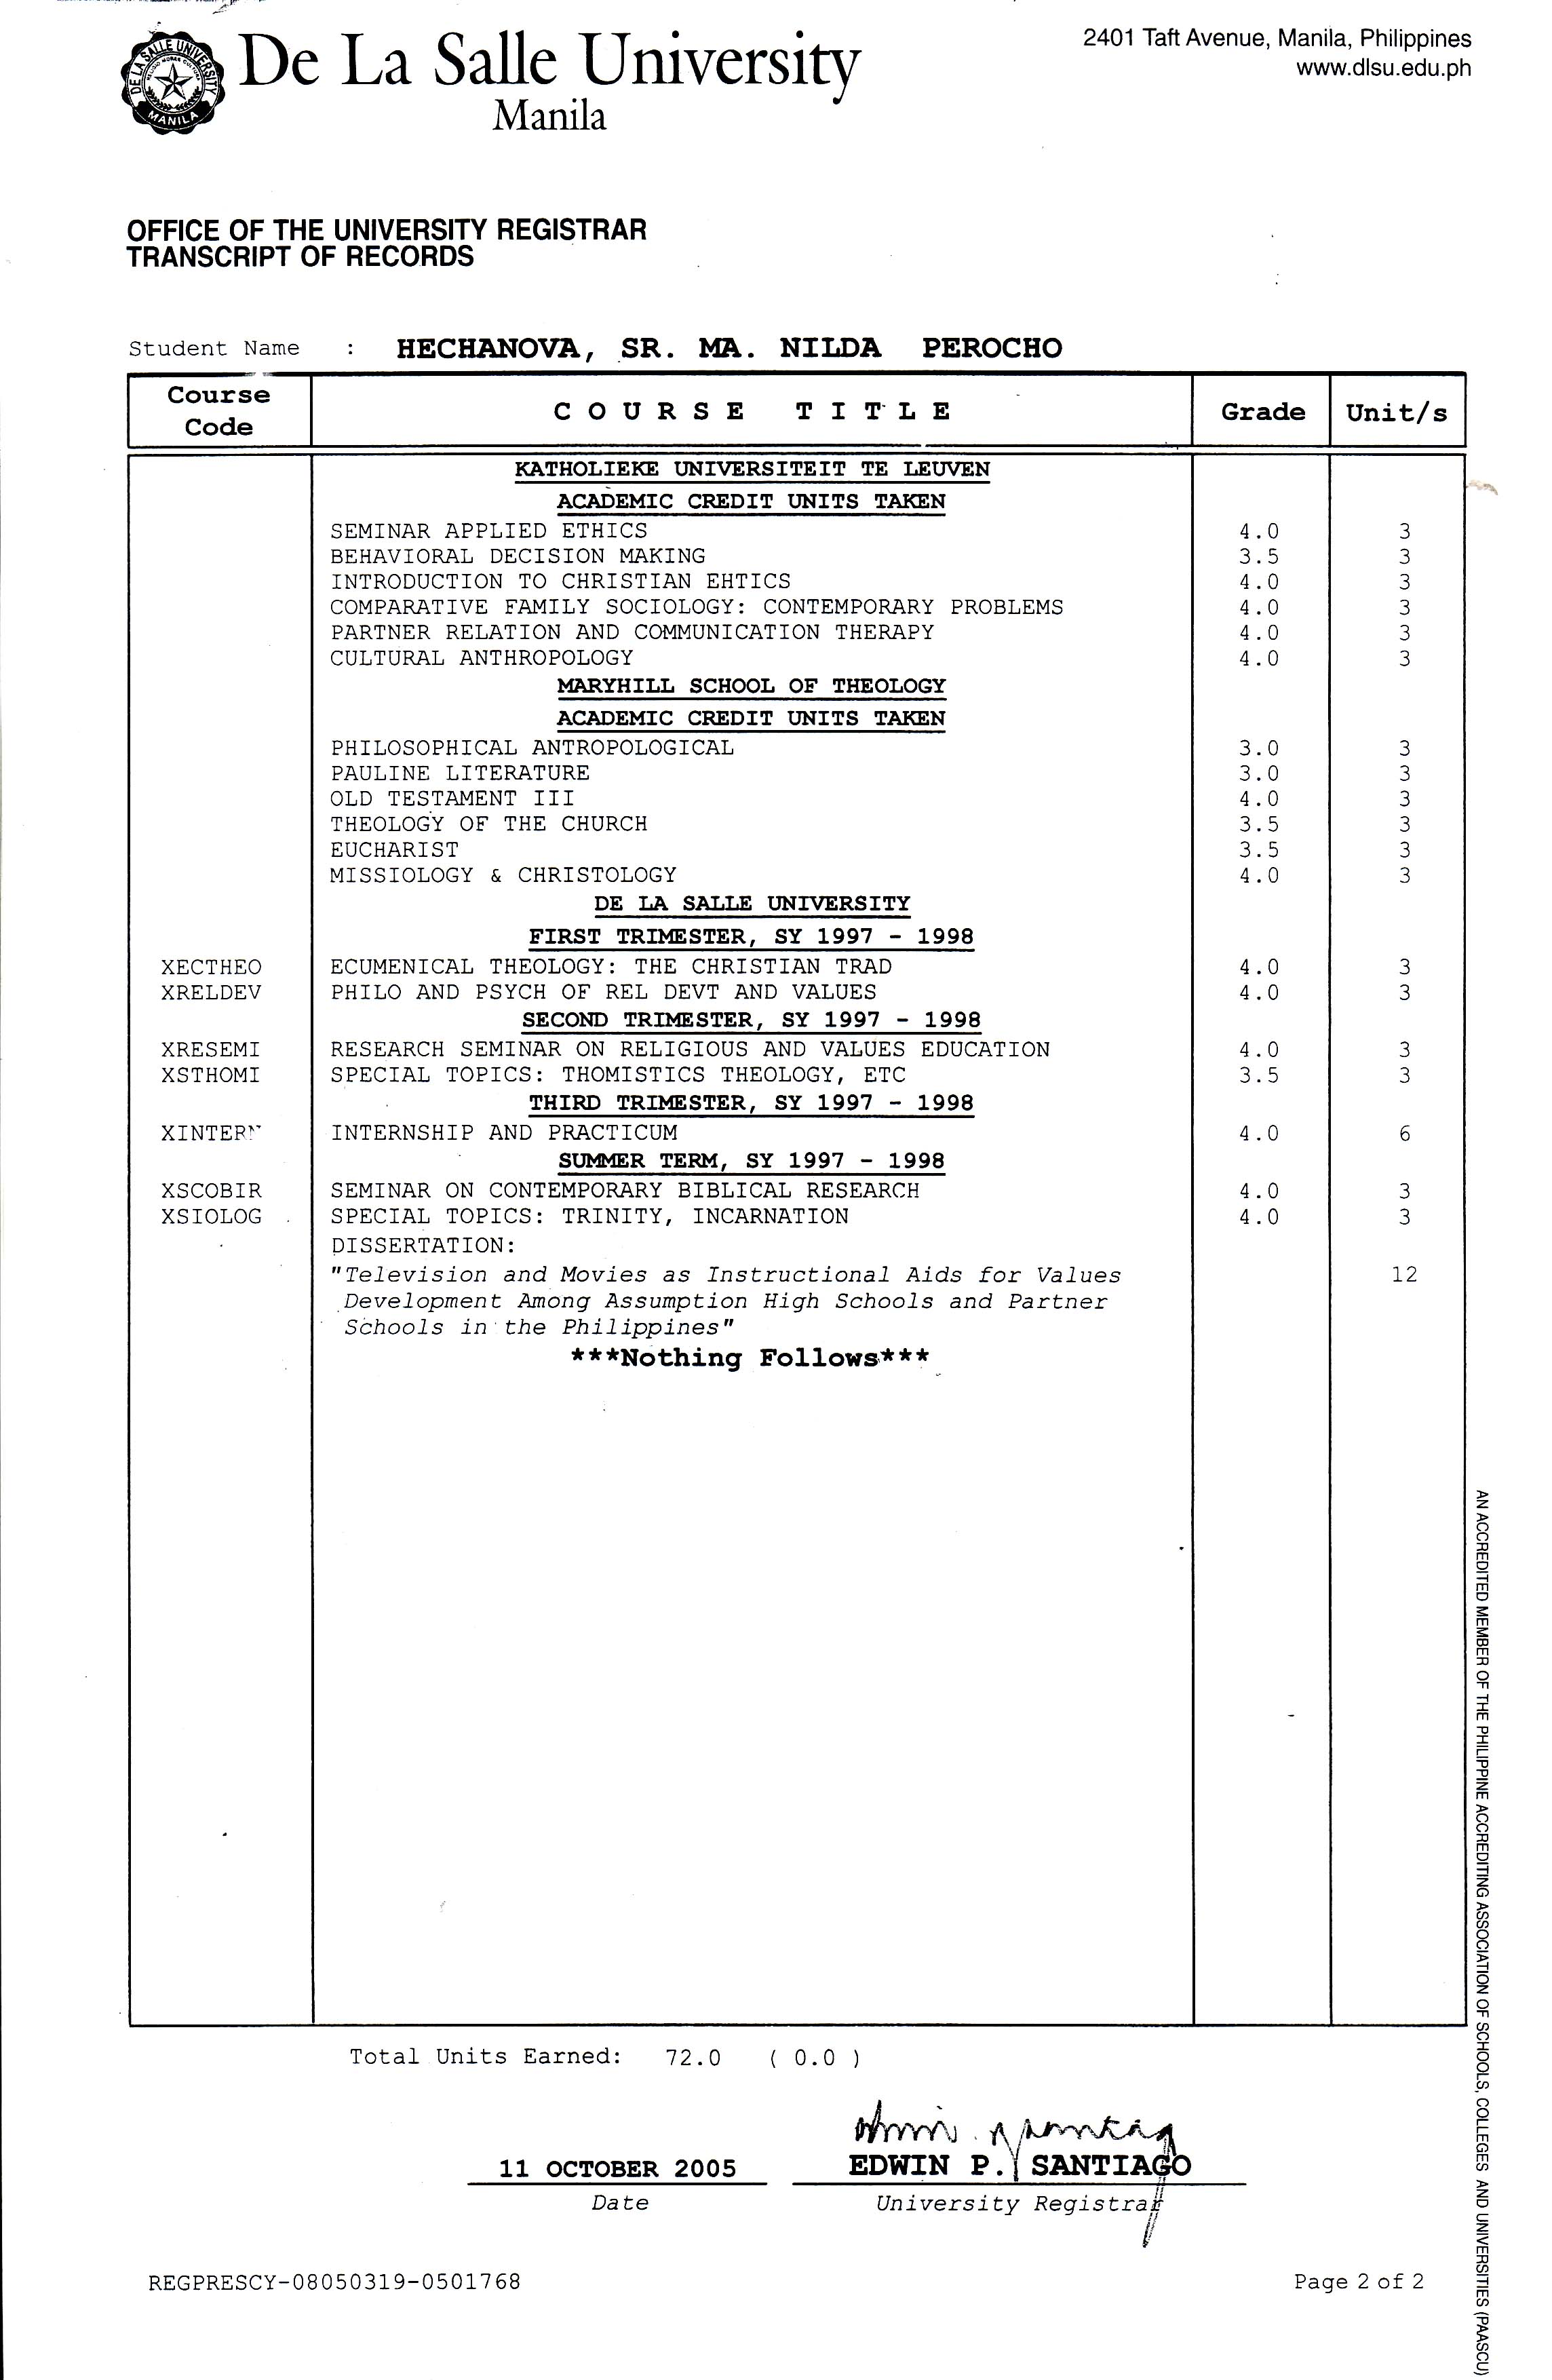 De La Salle University
Manila
2401 Taft Avenue, Manila, Philippines
www.dlsu.edu.ph
DE LA SALLE UNIVERSITY
MANILA
OFFICE OF THE UNIVERSITY REGISTRAR
TRANSCRIPT OF RECORDS
Student Name : HECHANOVA, SR. MA. NILDA PEROCHO
Course Code COURSE TITLE Grade Unit/s
KATHOLIEKE UNIVERSITEIT TE LEUVEN
ACADEMIC CREDIT UNITS TAKEN
SEMINAR APPLIED ETHICS 4.0 3
BEHAVIORAL DECISION MAKING 3.5 3
INTRODUCTION TO CHRISTIAN EHTICS 4.0 3
COMPARATIVE FAMILY SOCIOLOGY: CONTEMPORARY PROBLEMS 4.0 3
PARTNER RELATION AND COMMUNICATION THERAPY 4.0 3
CULTURAL ANTHROPOLOGY 4.0 3
MARYHILL SCHOOL OF THEOLOGY
ACADEMIC CREDIT UNITS TAKEN
PHILOSOPHICAL ANTROPOLOGICAL 3.0 3
PAULINE LITERATURE 3.0 3
OLD TESTAMENT III 4.0 3
THEOLOGY OF THE CHURCH 3.5 3
EUCHARIST 3.5 3
MISSIOLOGY & CHRISTOLOGY 4.0 3
DE LA SALLE UNIVERSITY
FIRST TRIMESTER, SY 1997 - 1998
XECTHEO ECUMENICAL THEOLOGY: THE CHRISTIAN TRAD 4.0 3
XRELDEV PHILO AND PSYCH OF REL DEVT AND VALUES 4.0 3
SECOND TRIMESTER, SY 1997 - 1998
XRESEMI RESEARCH SEMINAR ON RELIGIOUS AND VALUES EDUCATION 4.0 3
XSTHOMI SPECIAL TOPICS: THOMISTICS THEOLOGY, ETC 3.5 3
THIRD TRIMESTER, SY 1997 - 1998
XINTERN INTERNSHIP AND PRACTICUM 4.0 6
SUMMER TERM, SY 1997 - 1998
XSCOBIR SEMINAR ON CONTEMPORARY BIBLICAL RESEARCH 4.0 3
XSIOLOG SPECIAL TOPICS: TRINITY, INCARNATION 4.0 3
DISSERTATION:
"Television and Movies as Instructional Aids for Values 12
Development Among Assumption High Schools and Partner
Schools in the Philippines"
***Nothing Follows***
Total Units Earned: 72.0 ( 0.0 )
11 OCTOBER 2005 EDWIN P. SANTIAGO
Date University Registrar
REGPRESCY-08050319-0501768 Page 2 of 2
AN ACCREDITED MEMBER OF THE PHILIPPINE ACCREDITING ASSOCIATION OF SCHOOLS, COLLEGES AND UNIVERSITIES (PAASCU)